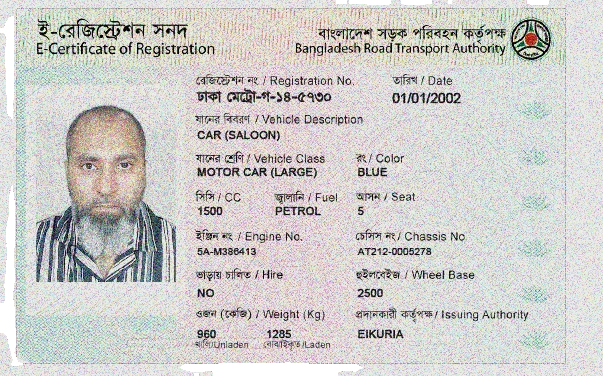 ই-রেজিস্ট্রেশন সনদ
E-Certificate of Registration
বাংলাদেশ সড়ক পরিবহন কর্তৃপক্ষ
Bangladesh Road Transport Authority
রেজিস্ট্রেশন নং / Registration No. তারিখ / Date
ঢাকা মেট্রো-গ-১৪-৫৭৩০ 01/01/2002
যানের বিবরণ / Vehicle Description
CAR (SALOON)
যানের শ্রেণি / Vehicle Class রং / Color
MOTOR CAR (LARGE) BLUE
সিসি / CC জ্বালানি / Fuel আসন / Seat
1500 PETROL 5
ইঞ্জিন নং / Engine No. চেসিস নং / Chassis No
5A-M386413 AT212-0005278
ভাড়ায় চালিত / Hire হুইলবেইজ / Wheel Base
NO 2500
ওজন (কেজি) / Weight (Kg) প্রদানকারী কর্তৃপক্ষ / Issuing Authority
960 1285 EIKURIA
খালি/Unladen বোঝাইকৃত/Laden